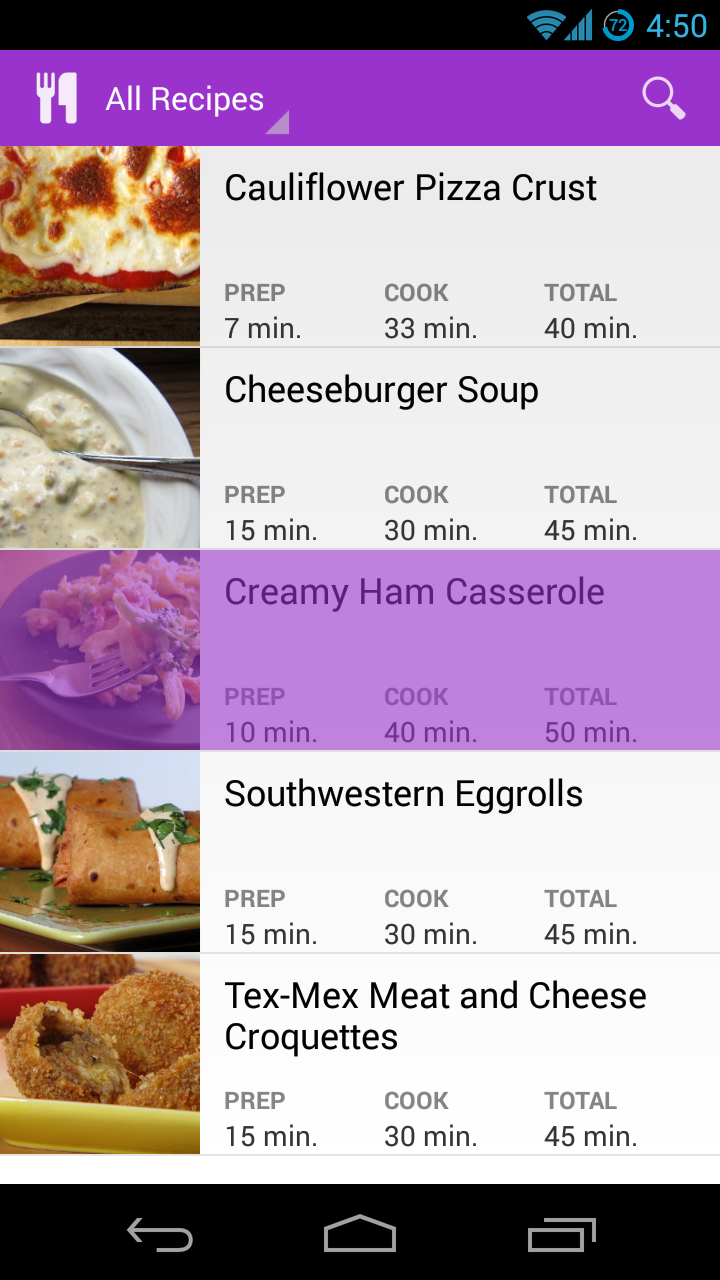 72 4:50
All Recipes
Cauliflower Pizza Crust
PREP COOK TOTAL
7 min. 33 min. 40 min.
Cheeseburger Soup
PREP COOK TOTAL
15 min. 30 min. 45 min.
Creamy Ham Casserole
PREP COOK TOTAL
10 min. 40 min. 50 min.
Southwestern Eggrolls
PREP COOK TOTAL
15 min. 30 min. 45 min.
Tex-Mex Meat and Cheese
Croquettes
PREP COOK TOTAL
15 min. 30 min. 45 min.